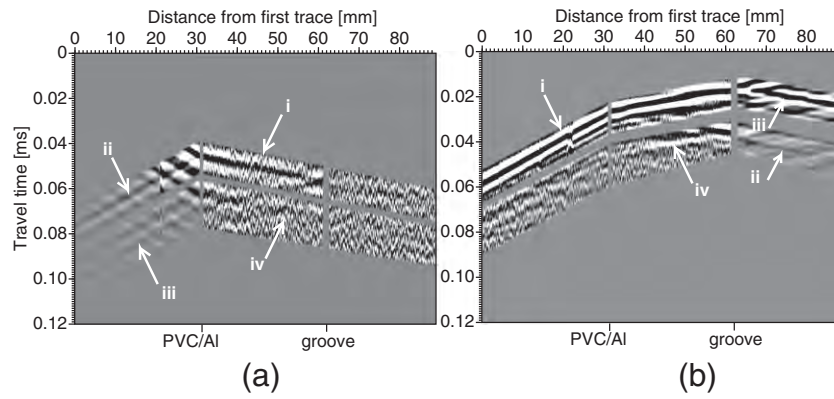 Distance from first trace [mm]
0 10 20 30 40 50 60 70 80
Travel time [ms]
0
0.02
0.04
0.06
0.08
0.10
0.12
i
ii
iii
iv
PVC/Al
groove
(a)
Distance from first trace [mm]
0 10 20 30 40 50 60 70 80
0
0.02
0.04
0.06
0.08
0.10
0.12
i
iii
iv
ii
PVC/Al
groove
(b)